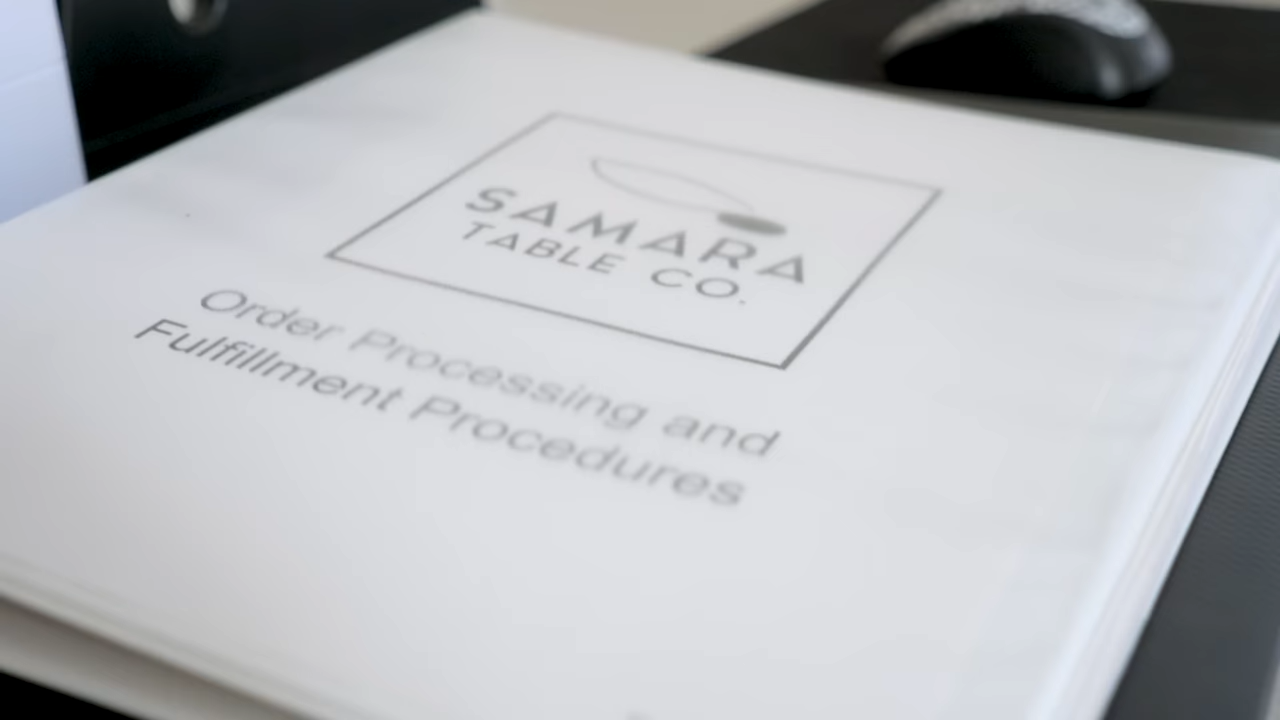 SAMARA
TABLE CO.
Order Processing and
Fulfillment Procedures